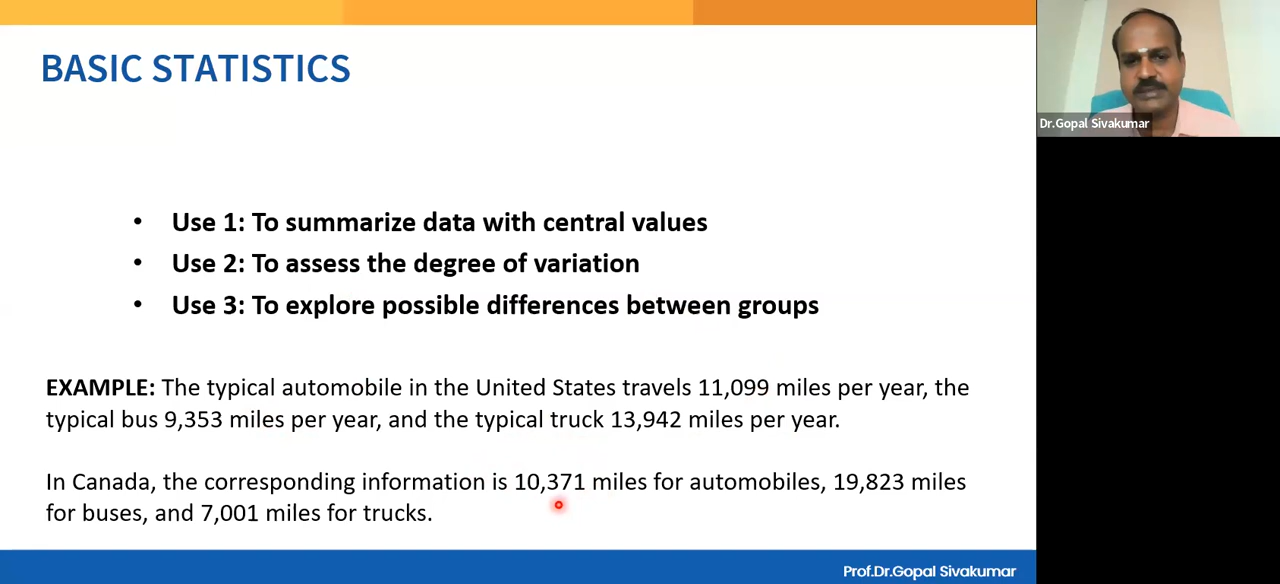 BASIC STATISTICS
Dr.Gopal Sivakumar
• Use 1: To summarize data with central values
• Use 2: To assess the degree of variation
• Use 3: To explore possible differences between groups
EXAMPLE: The typical automobile in the United States travels 11,099 miles per year, the
typical bus 9,353 miles per year, and the typical truck 13,942 miles per year.
In Canada, the corresponding information is 10,371 miles for automobiles, 19,823 miles
for buses, and 7,001 miles for trucks.
Prof.Dr.Gopal Sivakumar